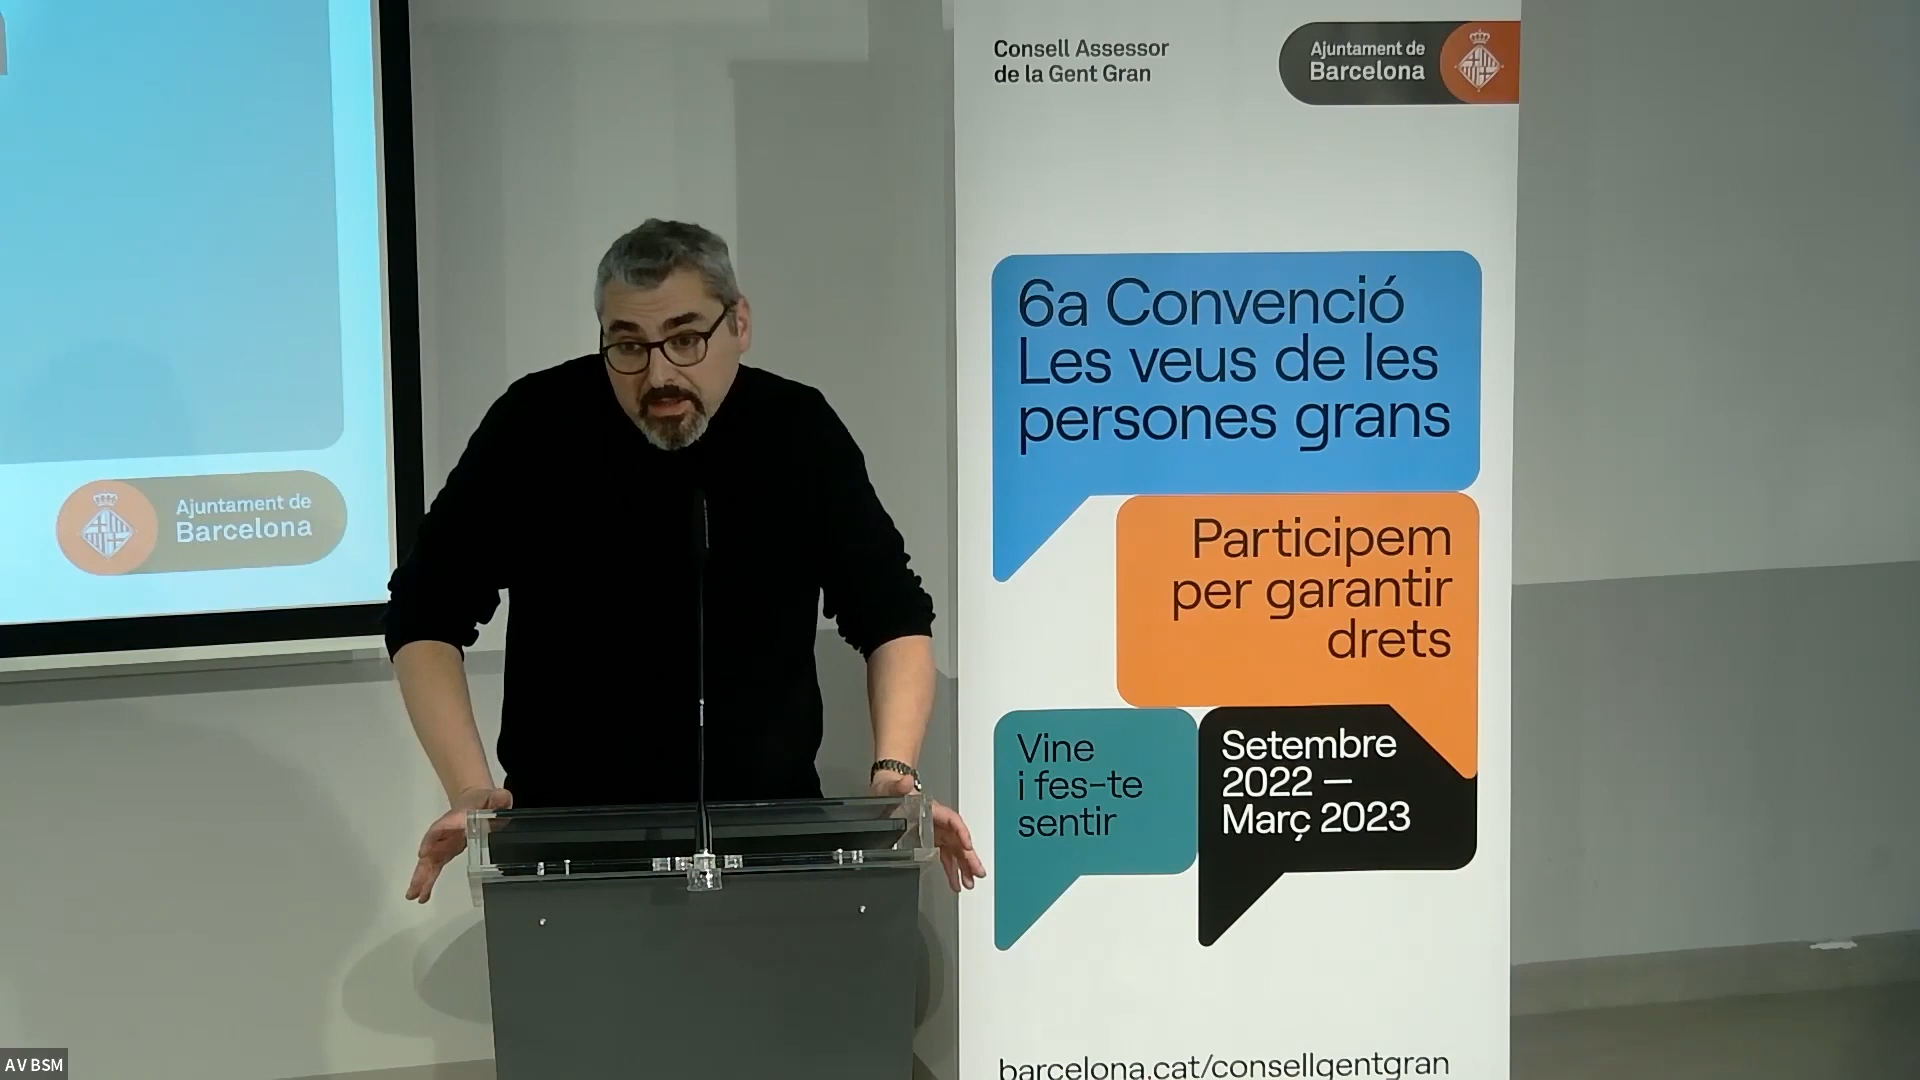 Consell Assessor
de la Gent Gran
Ajuntament de
Barcelona
6a Convenció
Les veus de les
persones grans
Participem
per garantir
drets
Vine
i fes-te
sentir
Setembre
2022 —
Març 2023
barcelona.cat/consellgentgran
Ajuntament de
Barcelona
AV BSM